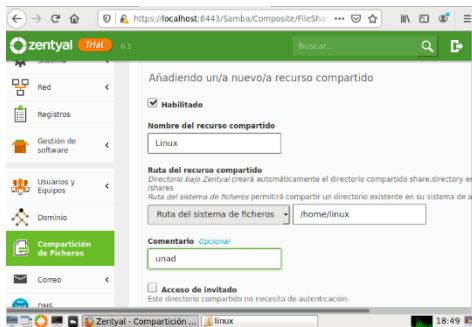 https://localhost:8443/Samba/Composite/FileShar
zentyal Trial 6.1
Buscar...
Sistema
Red
Registros
Gestión de
software
Usuarios y
Equipos
Dominio
Compartición
de Ficheros
Correo
DNS
Añadiendo un/a nuevo/a recurso compartido
Habilitado
Nombre del recurso compartido
Linux
Ruta del recurso compartido
Directorio bajo Zentyal creará automáticamente el directorio compartido share.directory en
/shares
Ruta del sistema de ficheros permitirá compartir un directorio existente en su sistema de a
Ruta del sistema de ficheros
/home/linux
Comentario Opcional
unad
Acceso de invitado
Este directorio compartido no necesita de autenticación.
Zentyal - Compartición ...
linux
18:49